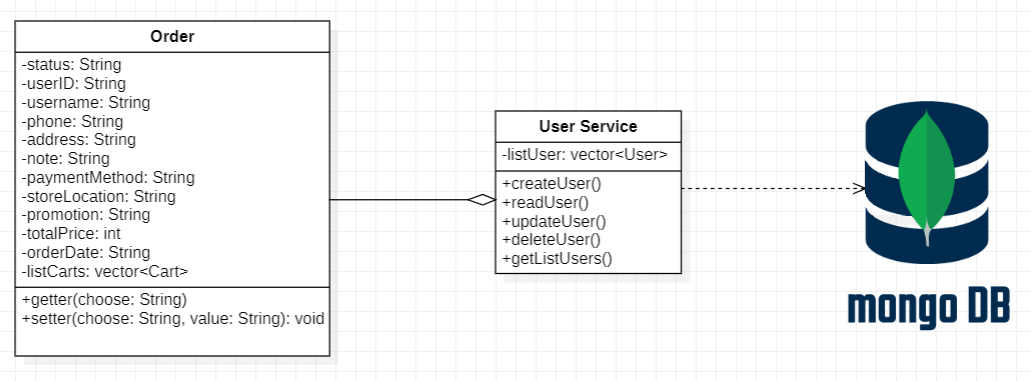 Order
-status: String
-userID: String
-username: String
-phone: String
-address: String
-note: String
-paymentMethod: String
-storeLocation: String
-promotion: String
-totalPrice: int
-orderDate: String
-listCarts: vector<Cart>
+getter(choose: String)
+setter(choose: String, value: String): void
User Service
-listUser: vector<User>
+createUser()
+readUser()
+updateUser()
+deleteUser()
+getListUsers()
mongo DB